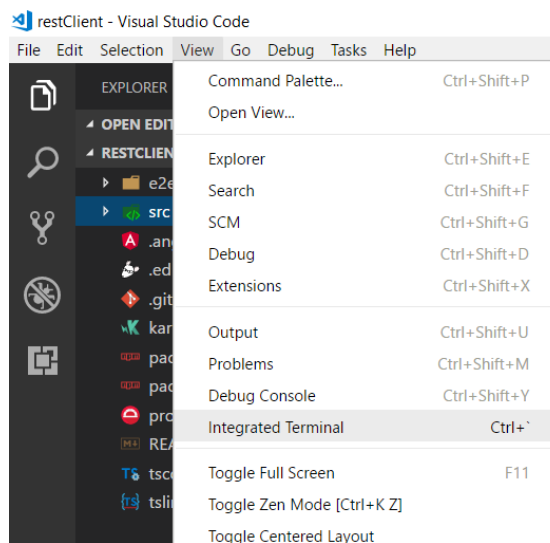 restClient - Visual Studio Code
File Edit Selection View Go Debug Tasks Help
EXPLORER
OPEN EDIT
RESTCLIEN
e2e
src
.an
.ed
.git
kar
pac
pac
pro
REA
tsco
tslin
Command Palette... Ctrl+Shift+P
Open View...
Explorer Ctrl+Shift+E
Search Ctrl+Shift+F
SCM Ctrl+Shift+G
Debug Ctrl+Shift+D
Extensions Ctrl+Shift+X
Output Ctrl+Shift+U
Problems Ctrl+Shift+M
Debug Console Ctrl+Shift+Y
Integrated Terminal Ctrl+`
Toggle Full Screen F11
Toggle Zen Mode [Ctrl+K Z]
Toggle Centered Layout